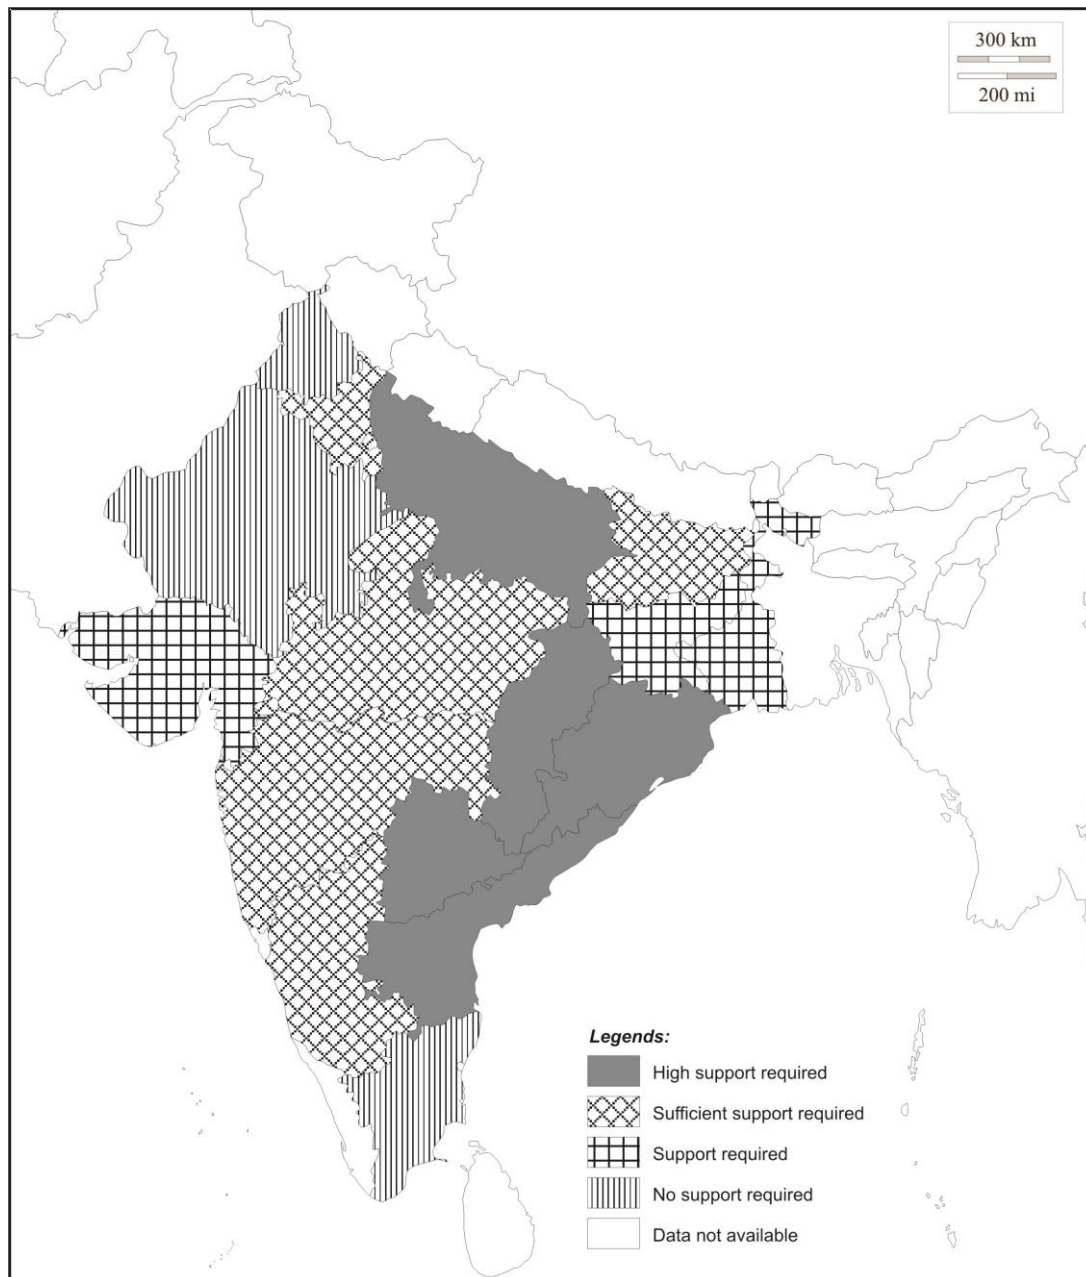 300 km
200 mi
Legends:
High support required
Sufficient support required
Support required
No support required
Data not available